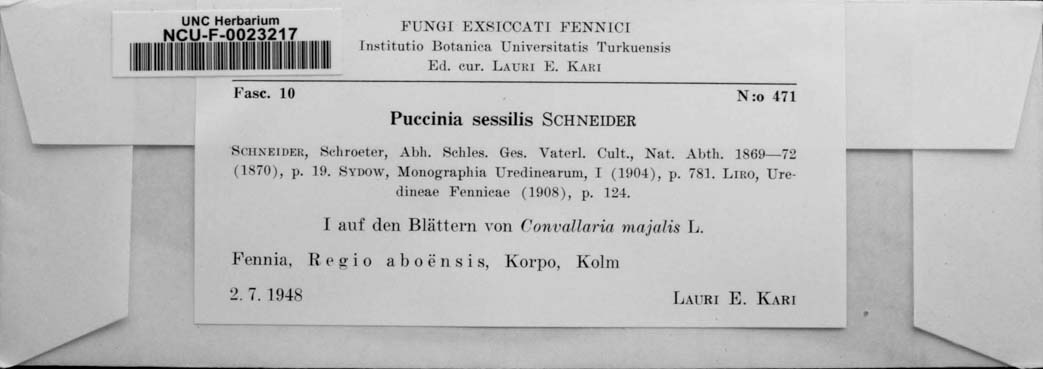 UNC Herbarium
NCU-F-0023217
FUNGI EXSICCATI FENNICI
Institutio Botanica Universitatis Turkuensis
Ed. cur. LAURI E. KARI
Fasc. 10 N:o 471
Puccinia sessilis SCHNEIDER
SCHNEIDER, Schroeter, Abh. Schles. Ges. Vaterl. Cult., Nat. Abth. 1869—72
(1870), p. 19. SYDOW, Monographia Uredinearum, I (1904), p. 781. LIRO, Ure-
dineae Fennicae (1908), p. 124.
I auf den Blättern von Convallaria majalis L.
Fennia, Regio aboënsis, Korpo, Kolm
2. 7. 1948 LAURI E. KARI